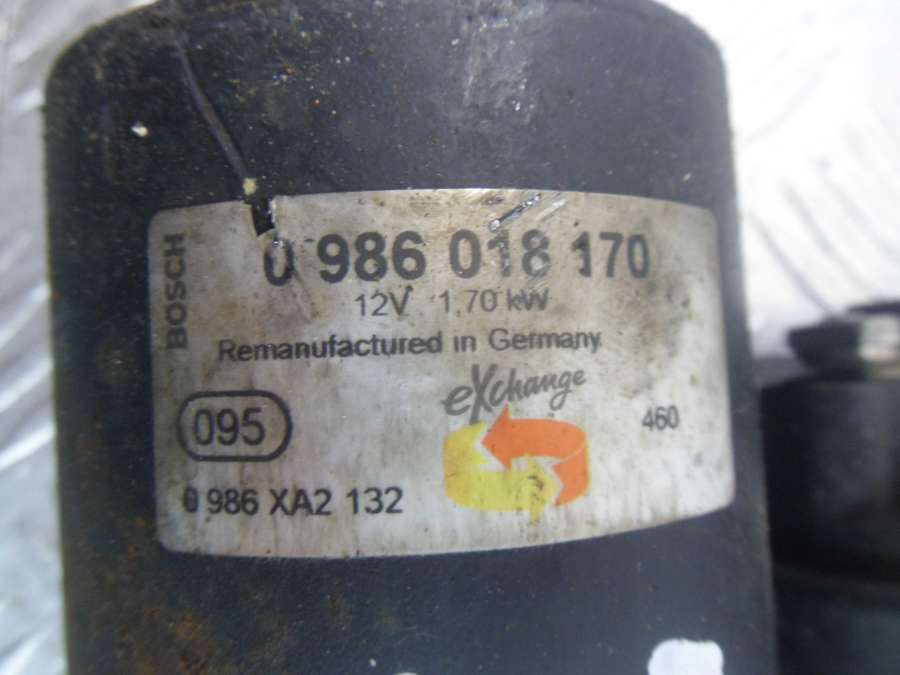 BOSCH
0 986 018 170
12V 1,70 kW
Remanufactured in Germany
eXchange
095
460
0 986 XA2 132